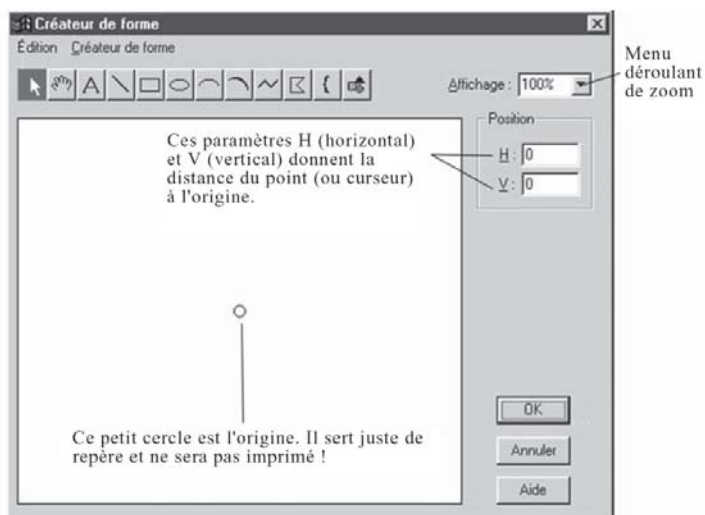 Créateur de forme
Édition Créateur de forme
A
Affichage : 100%
Menu
déroulant
de zoom
Position
H : 0
V : 0
Ces paramètres H (horizontal)
et V (vertical) donnent la
distance du point (ou curseur)
à l'origine.
Ce petit cercle est l'origine. Il sert juste de
repère et ne sera pas imprimé !
OK
Annuler
Aide